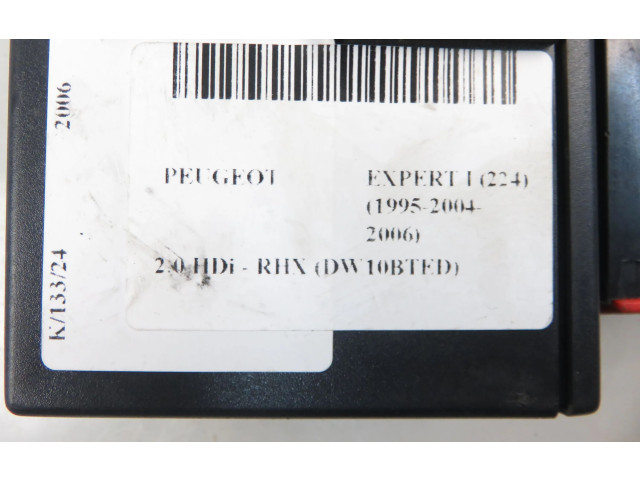 PEUGEOT
EXPERT I (224)
(1995-2004-
2006)
2.0 HDi - RHX (DW10BTED)
2006
K/133/24